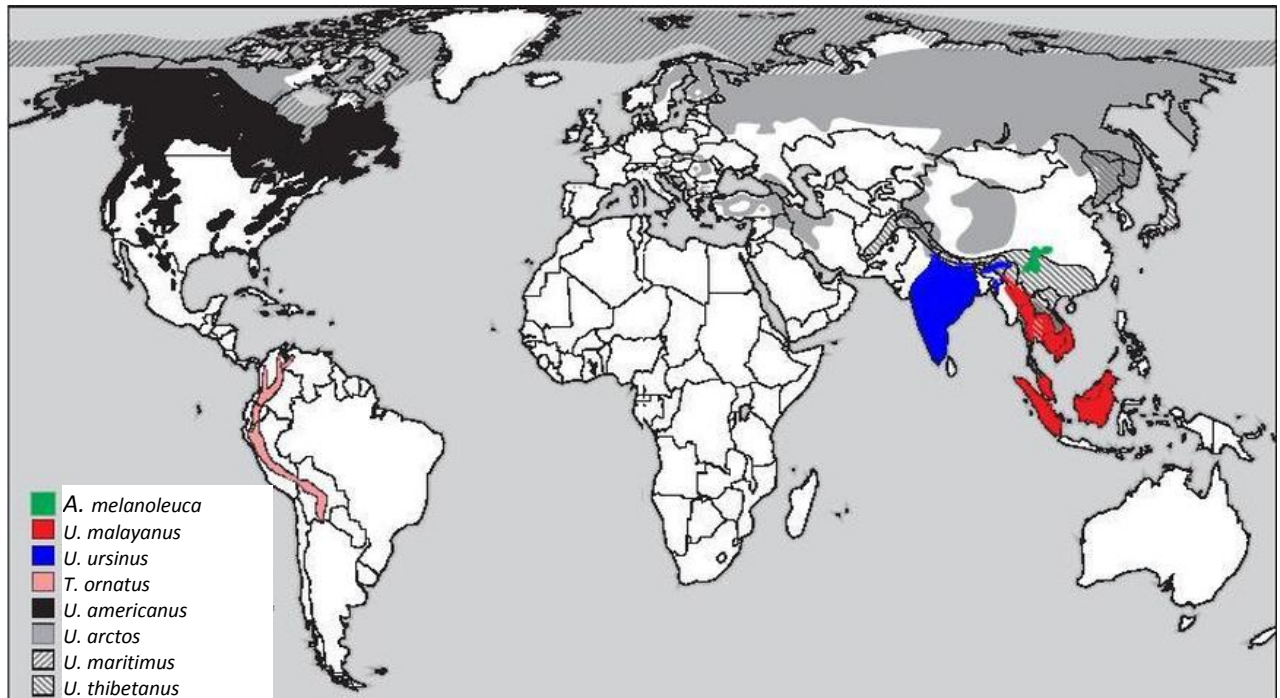 A. melanoleuca
U. malayanus
U. ursinus
T. ornatus
U. americanus
U. arctos
U. maritimus
U. thibetanus